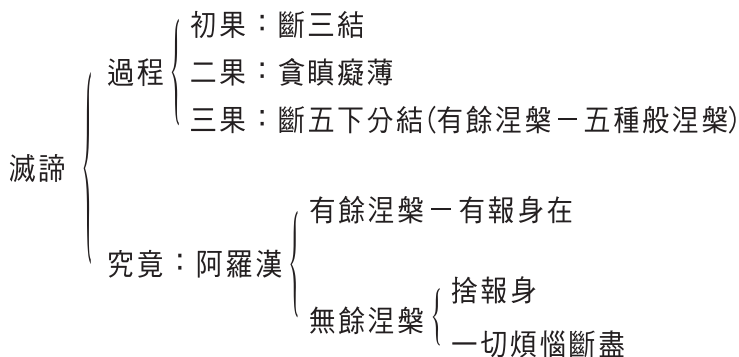 滅諦
過程
初果：斷三結
二果：貪瞋癡薄
三果：斷五下分結(有餘涅槃－五種般涅槃)
究竟：阿羅漢
有餘涅槃－有報身在
無餘涅槃
捨報身
一切煩惱斷盡